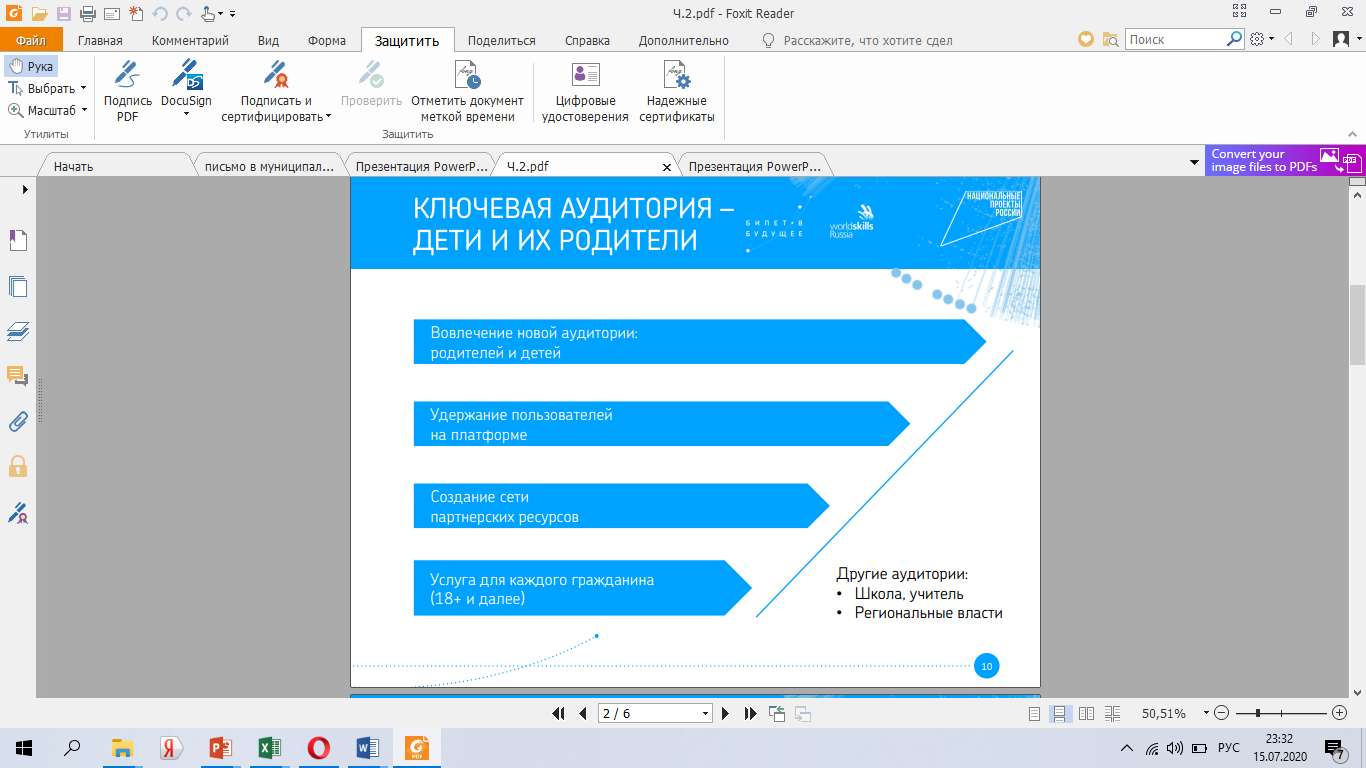 Ч.2.pdf - Foxit Reader
Файл
Главная
Комментарий
Вид
Форма
Защитить
Поделиться
Справка
Дополнительно
Расскажите, что хотите сдел
Поиск
Рука
Выбрать
Масштаб
Утилиты
Подпись
PDF
DocuSign
Подписать и
сертифицировать
Проверить
Отметить документ
меткой времени
Цифровые
удостоверения
Надежные
сертификаты
Защитить
Начать
письмо в муниципал...
Презентация PowerP...
Ч.2.pdf
Презентация PowerP...
Convert your
image files to PDFs
КЛЮЧЕВАЯ АУДИТОРИЯ –
ДЕТИ И ИХ РОДИТЕЛИ
БИЛЕТ В
БУДУЩЕЕ
worldskills
Russia
НАЦИОНАЛЬНЫЕ
ПРОЕКТЫ
РОССИИ
Вовлечение новой аудитории:
родителей и детей
Удержание пользователей
на платформе
Создание сети
партнерских ресурсов
Услуга для каждого гражданина
(18+ и далее)
Другие аудитории:
• Школа, учитель
• Региональные власти
10
2 / 6
50,51%
РУС
23:32
15.07.2020
7